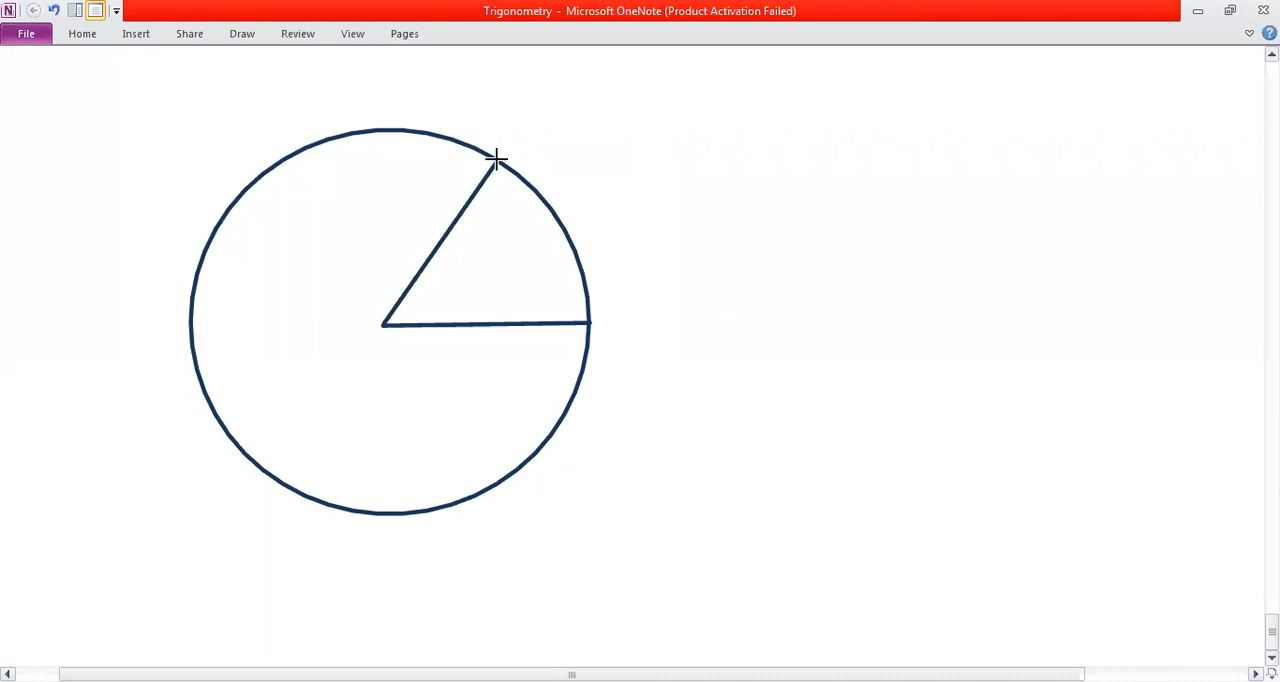 Trigonometry - Microsoft OneNote (Product Activation Failed)
File Home Insert Share Draw Review View Pages